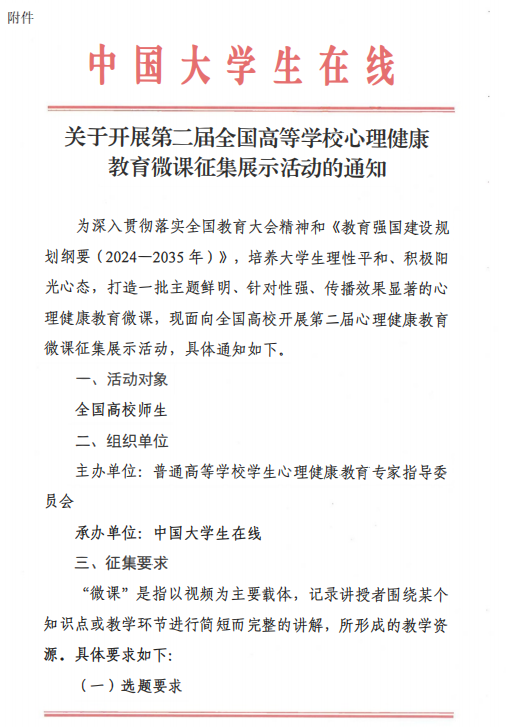 附件
中国大学生在线
关于开展第二届全国高等学校心理健康
教育微课征集展示活动的通知
为深入贯彻落实全国教育大会精神和《教育强国建设规
划纲要（2024—2035年）》，培养大学生理性平和、积极阳
光心态，打造一批主题鲜明、针对性强、传播效果显著的心
理健康教育微课，现面向全国高校开展第二届心理健康教育
微课征集展示活动，具体通知如下。
一、活动对象
全国高校师生
二、组织单位
主办单位：普通高等学校学生心理健康教育专家指导委
员会
承办单位：中国大学生在线
三、征集要求
“微课”是指以视频为主要载体，记录讲授者围绕某个
知识点或教学环节进行简短而完整的讲解，所形成的教学资
源。具体要求如下：
（一）选题要求